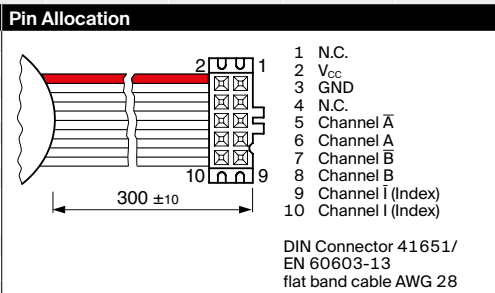 Pin Allocation
2 1
10 9
300 ±10
1 N.C.
2 V<sub>CC</sub>
3 GND
4 N.C.
5 Channel A̅
6 Channel A
7 Channel B̅
8 Channel B
9 Channel I̅ (Index)
10 Channel I (Index)
DIN Connector 41651/
EN 60603-13
flat band cable AWG 28